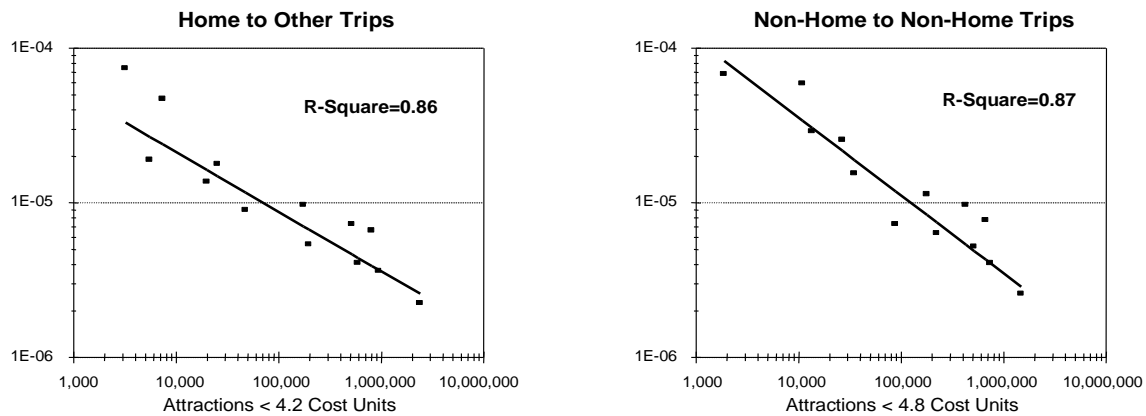 Home to Other Trips
1E-04
R-Square=0.86
1E-05
1E-06
1,000 10,000 100,000 1,000,000 10,000,000
Attractions < 4.2 Cost Units
Non-Home to Non-Home Trips
1E-04
R-Square=0.87
1E-05
1E-06
1,000 10,000 100,000 1,000,000 10,000,000
Attractions < 4.8 Cost Units